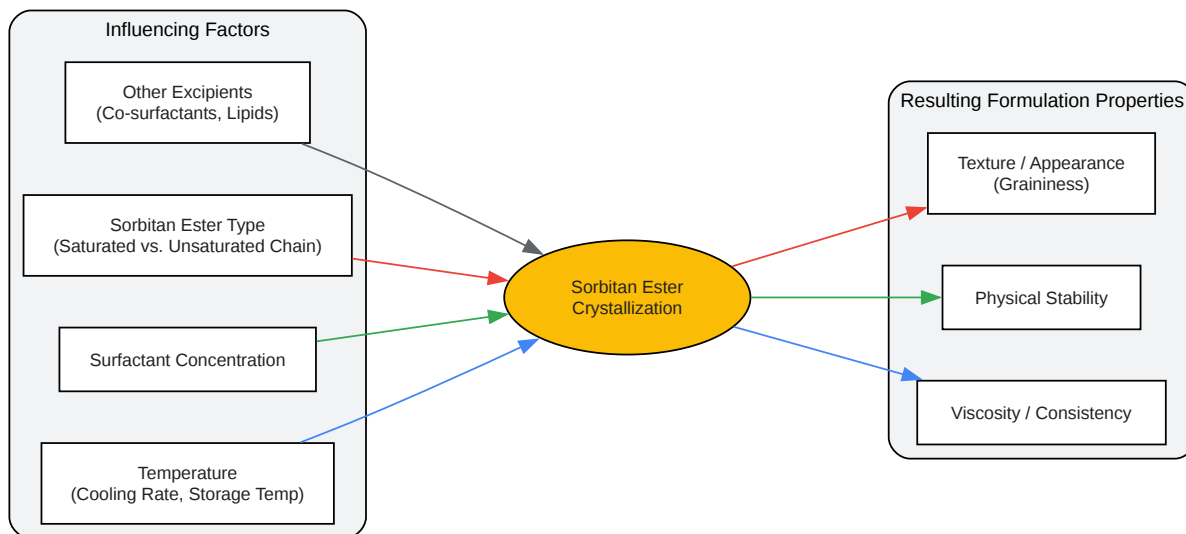 Influencing Factors
Other Excipients
(Co-surfactants, Lipids)
Sorbitan Ester Type
(Saturated vs. Unsaturated Chain)
Surfactant Concentration
Temperature
(Cooling Rate, Storage Temp)
Sorbitan Ester
Crystallization
Resulting Formulation Properties
Texture / Appearance
(Graininess)
Physical Stability
Viscosity / Consistency